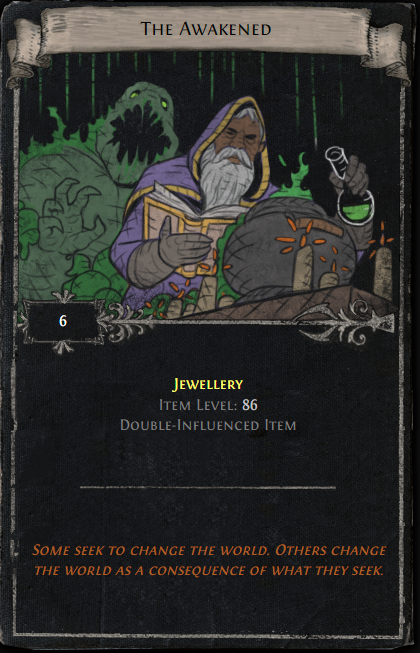 The Awakened
6
Jewellery
Item Level: 86
Double-Influenced Item
Some seek to change the world. Others change
the world as a consequence of what they seek.